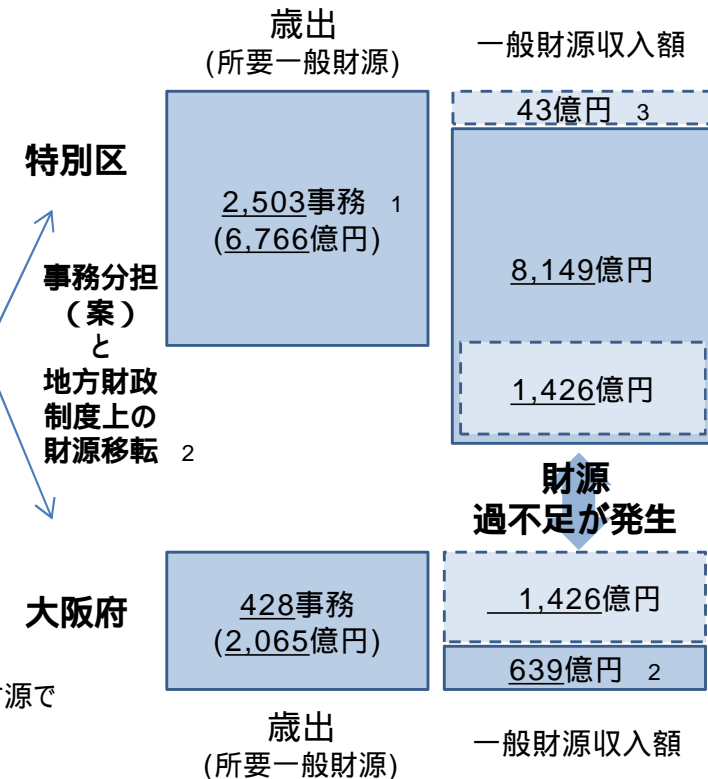 歳出
(所要一般財源)
一般財源収入額
43億円 3
特別区
2,503事務 1
(6,766億円)
8,149億円
1,426億円
事務分担
(案)
と
地方財政
制度上の
財源移転 2
財源
過不足が発生
大阪府
428事務
(2,065億円)
1,426億円
639億円 2
源で
歳出
(所要一般財源)
一般財源収入額